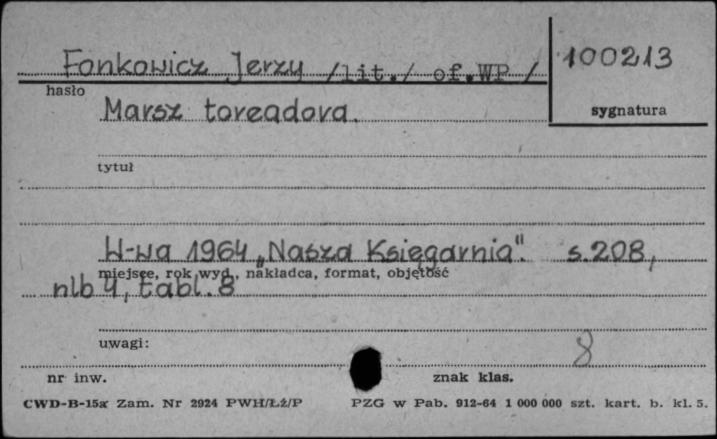 Fonkowicz Jerzy /lit./ of.WP /
100213
hasło
Marsz toreadora.
sygnatura
tytuł
W-wa 1964 „Nasza Księgarnia". s.208,
miejsce, rok wyd., nakładca, format, objętość
nlb 4, tabl. 8
uwagi:
8
nr inw.
znak klas.
CWD-B-15a Zam. Nr 2924 PWH/Łż/P
PZG w Pab. 912-64 1 000 000 szt. kart. b. kl. 5.